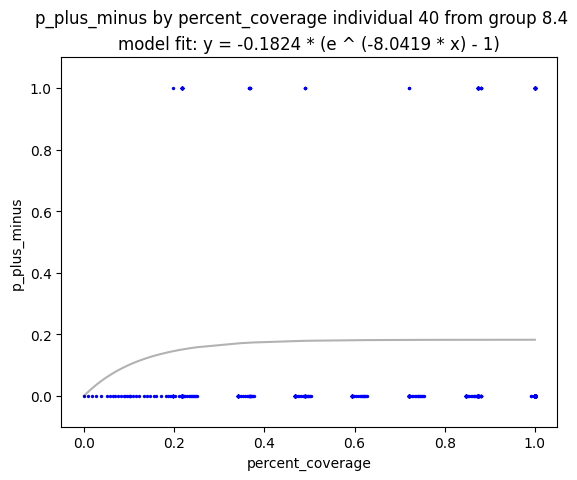 p_plus_minus by percent_coverage individual 40 from group 8.4
model fit: y = -0.1824 * (e ^ (-8.0419 * x) - 1)
1.0
0.8
0.6
0.4
0.2
0.0
p_plus_minus
0.0 0.2 0.4 0.6 0.8 1.0
percent_coverage